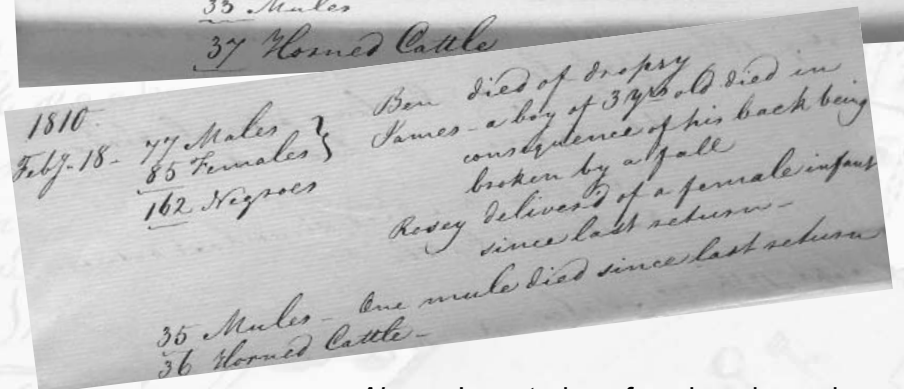 33 Mules
37 Horned Cattle
1810
Feby. 18 - 77 Males } Ben died of dropsy
85 Females } James - a boy of 3 yrs old died in
162 Negroes consequence of his back being
broken by a fall
Rosey deliver'd of a female infant
since last return -
35 Mules - One mule died since last return
36 Horned Cattle -